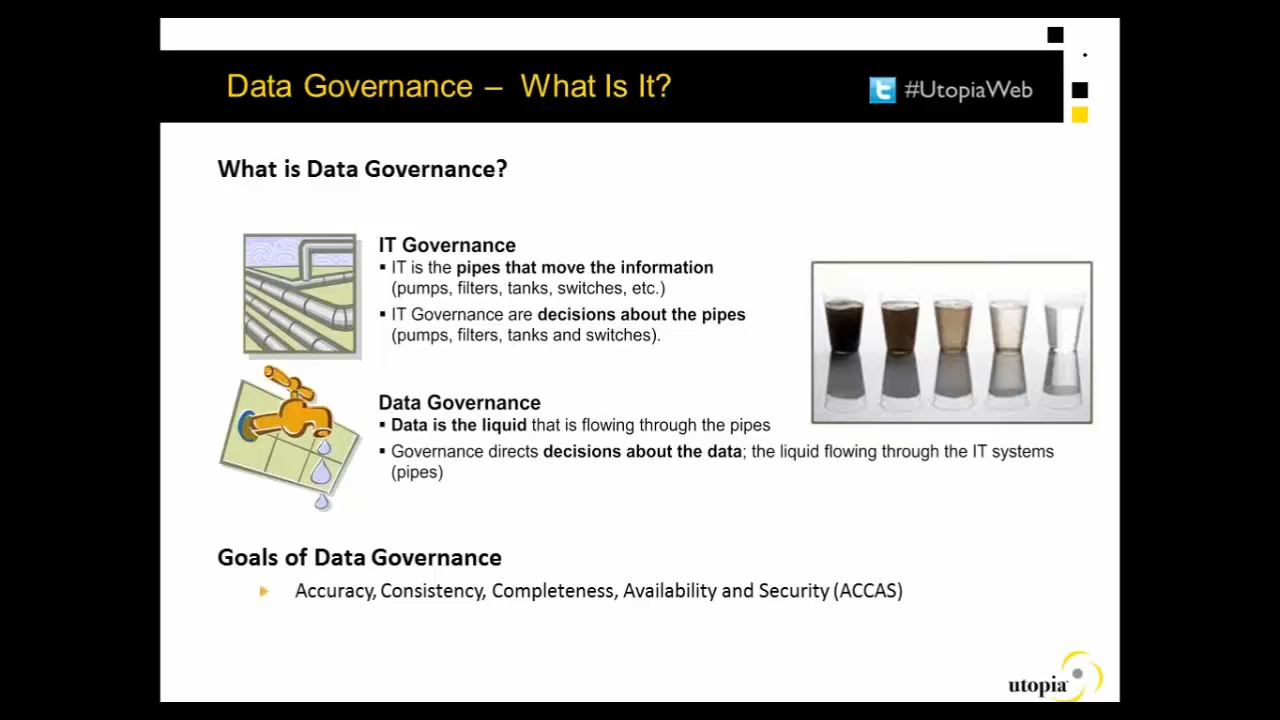 Data Governance – What Is It?
#UtopiaWeb
What is Data Governance?
IT Governance
▪ IT is the pipes that move the information
(pumps, filters, tanks, switches, etc.)
▪ IT Governance are decisions about the pipes
(pumps, filters, tanks and switches).
Data Governance
▪ Data is the liquid that is flowing through the pipes
▪ Governance directs decisions about the data; the liquid flowing through the IT systems
(pipes)
Goals of Data Governance
Accuracy, Consistency, Completeness, Availability and Security (ACCAS)
utopia